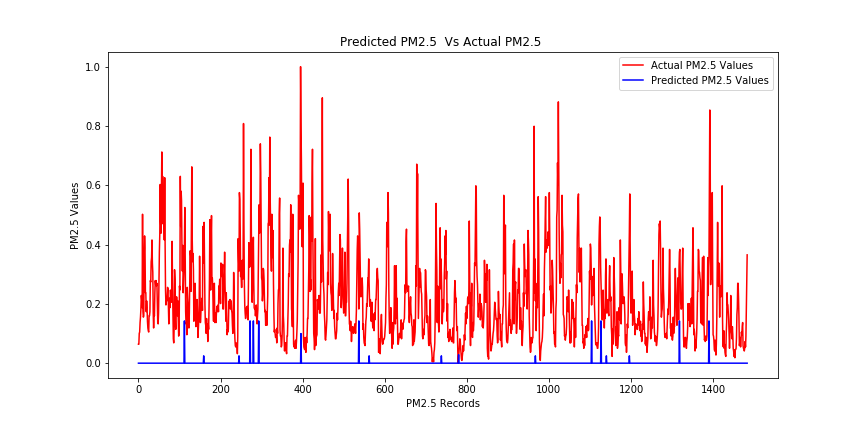 Predicted PM2.5  Vs Actual PM2.5
Actual PM2.5 Values
Predicted PM2.5 Values
PM2.5 Values
1.0
0.8
0.6
0.4
0.2
0.0
0 200 400 600 800 1000 1200 1400
PM2.5 Records